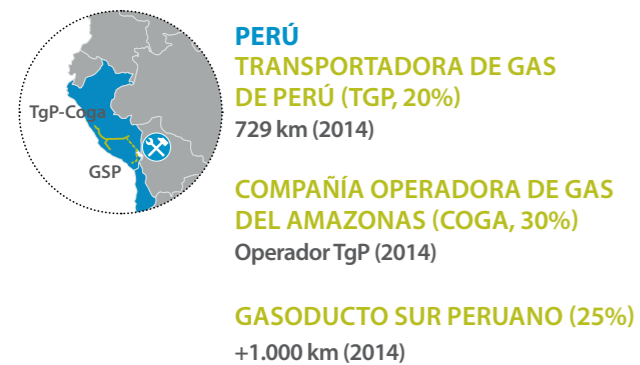 PERÚ
TRANSPORTADORA DE GAS
DE PERÚ (TGP, 20%)
729 km (2014)
TgP-Coga
GSP
COMPAÑÍA OPERADORA DE GAS
DEL AMAZONAS (COGA, 30%)
Operador TgP (2014)
GASODUCTO SUR PERUANO (25%)
+1.000 km (2014)